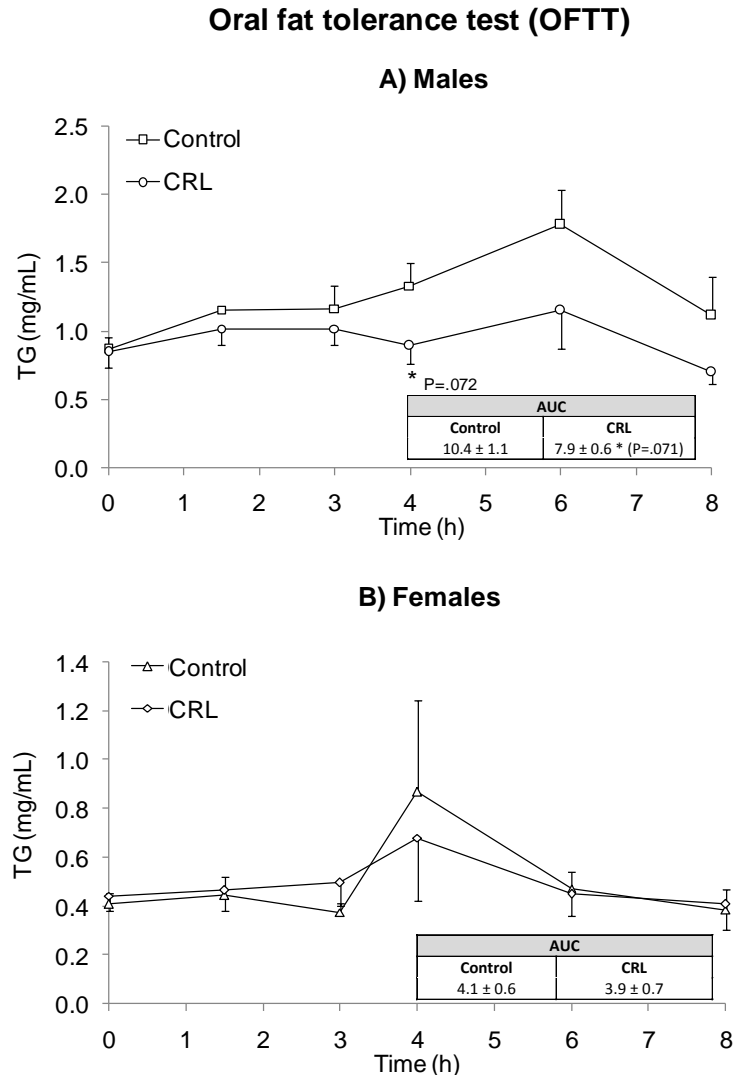 Oral fat tolerance test (OFTT)
A) Males
2.5
2.0
1.5
1.0
0.5
0.0
TG (mg/mL)
Control
CRL
* P=.072
AUC
Control CRL
10.4 ± 1.1 7.9 ± 0.6 * (P=.071)
0 1 2 3 4 5 6 7 8
Time (h)
B) Females
1.4
1.2
1.0
0.8
0.6
0.4
0.2
0.0
TG (mg/mL)
Control
CRL
AUC
Control CRL
4.1 ± 0.6 3.9 ± 0.7
0 1 2 3 4 5 6 7 8
Time (h)